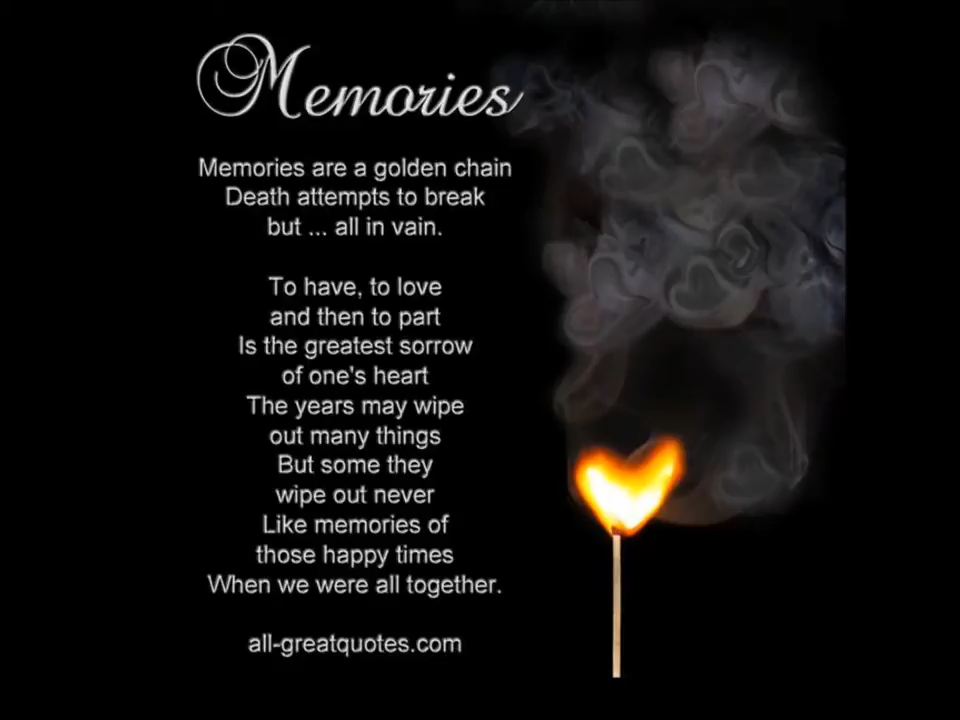 Memories
Memories are a golden chain
Death attempts to break
but ... all in vain.
To have, to love
and then to part
Is the greatest sorrow
of one's heart
The years may wipe
out many things
But some they
wipe out never
Like memories of
those happy times
When we were all together.
all-greatquotes.com